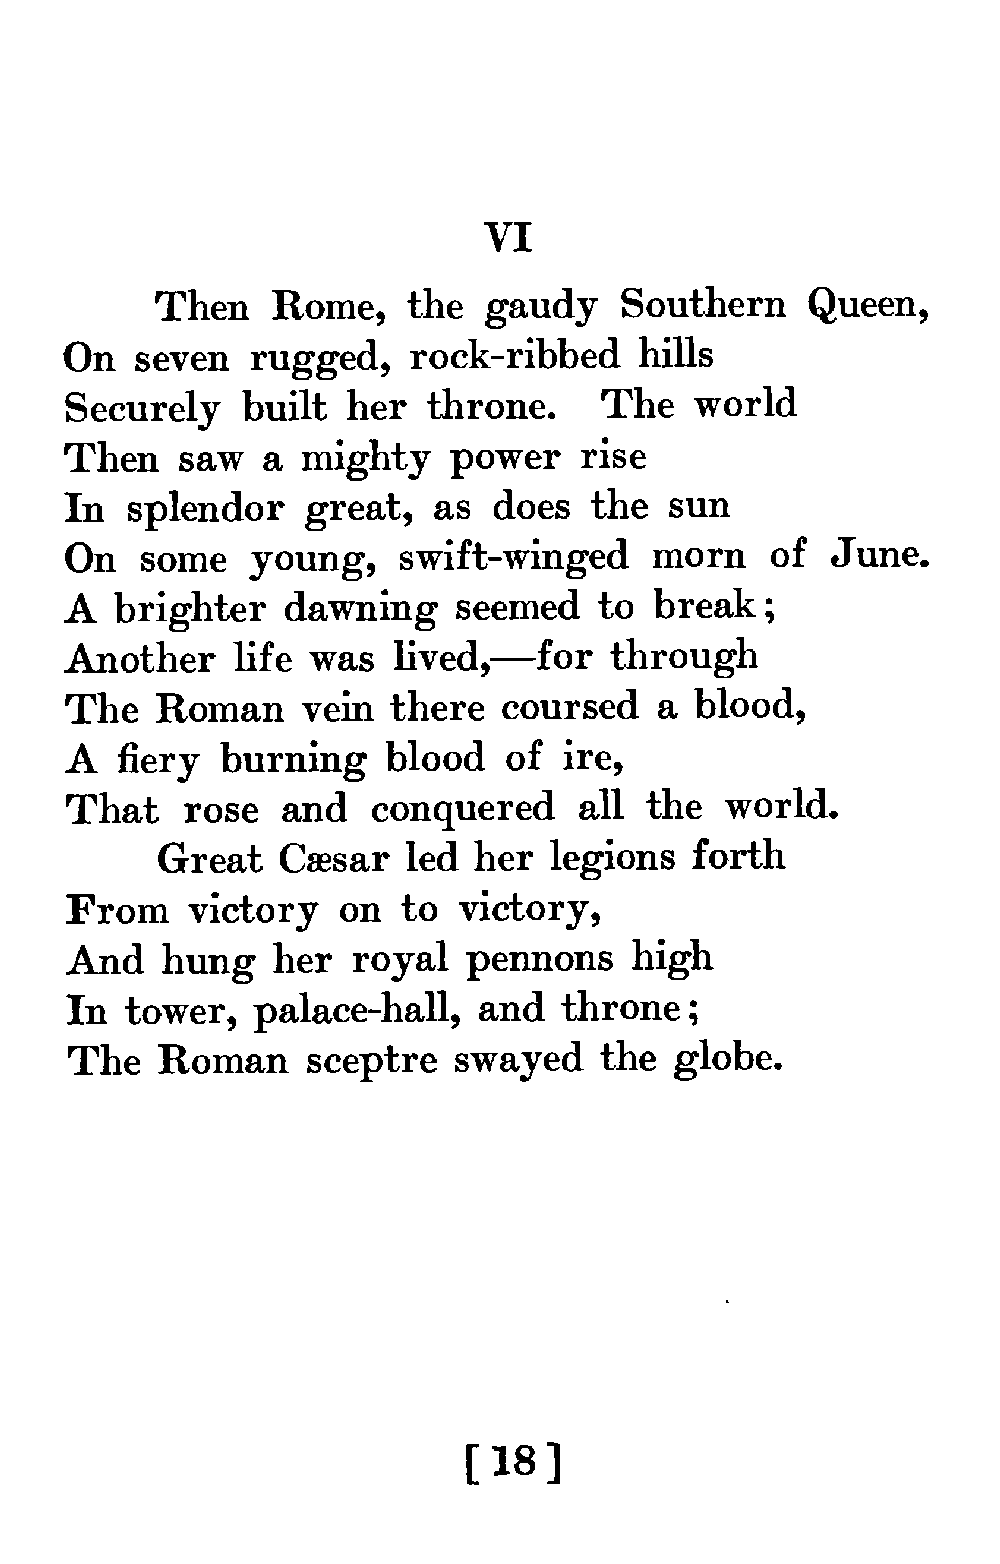 VI
Then Rome, the gaudy Southern Queen,
On seven rugged, rock-ribbed hills
Securely built her throne. The world
Then saw a mighty power rise
In splendor great, as does the sun
On some young, swift-winged morn of June.
A brighter dawning seemed to break;
Another life was lived,—for through
The Roman vein there coursed a blood,
A fiery burning blood of ire,
That rose and conquered all the world.
Great Cæsar led her legions forth
From victory on to victory,
And hung her royal pennons high
In tower, palace-hall, and throne;
The Roman sceptre swayed the globe.
[ 18 ]